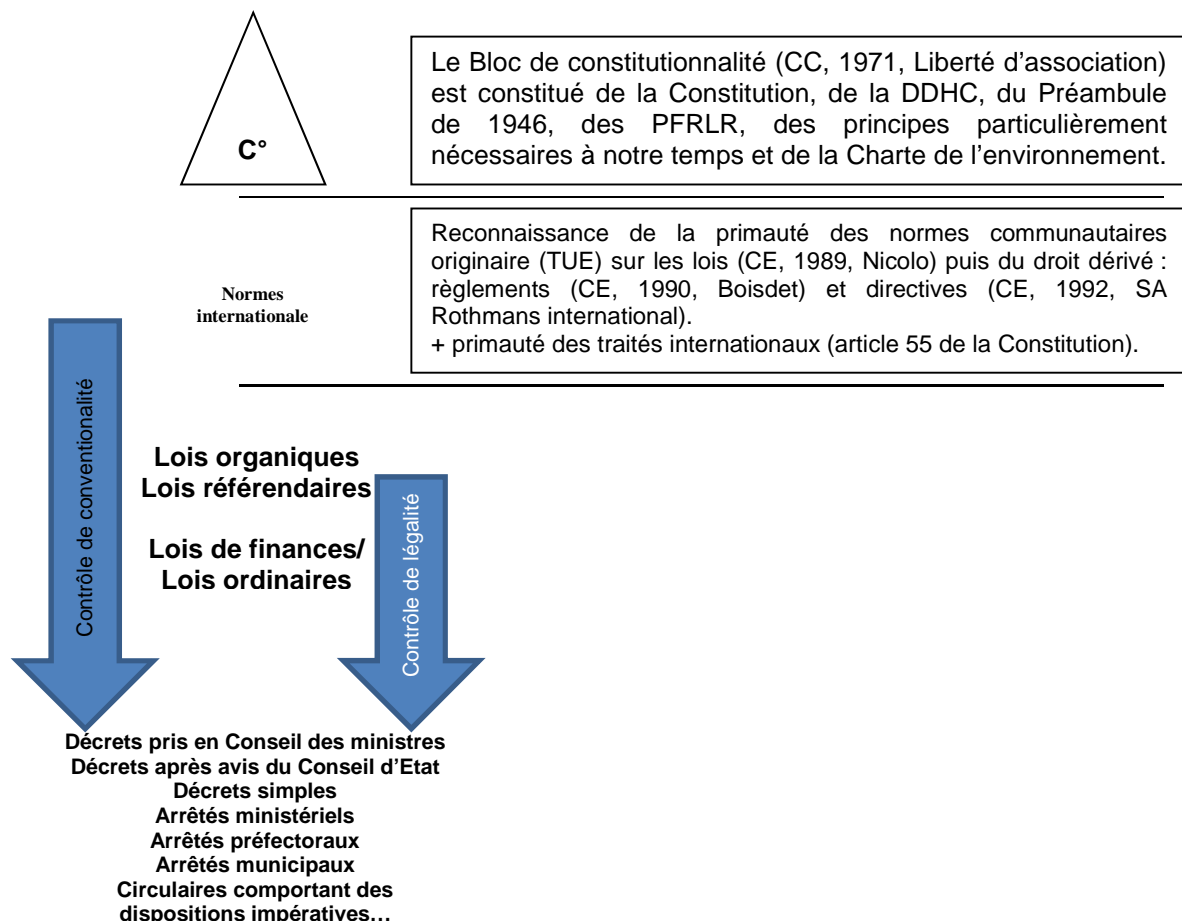 C°
Le Bloc de constitutionnalité (CC, 1971, Liberté d’association)
est constitué de la Constitution, de la DDHC, du Préambule
de 1946, des PFRLR, des principes particulièrement
nécessaires à notre temps et de la Charte de l’environnement.
Normes
internationale
Reconnaissance de la primauté des normes communautaires
originaire (TUE) sur les lois (CE, 1989, Nicolo) puis du droit dérivé :
règlements (CE, 1990, Boisdet) et directives (CE, 1992, SA
Rothmans international).
+ primauté des traités internationaux (article 55 de la Constitution).
Contrôle de conventionalité
Lois organiques
Lois référendaires
Lois de finances/
Lois ordinaires
Contrôle de légalité
Décrets pris en Conseil des ministres
Décrets après avis du Conseil d’Etat
Décrets simples
Arrêtés ministériels
Arrêtés préfectoraux
Arrêtés municipaux
Circulaires comportant des
dispositions impératives…